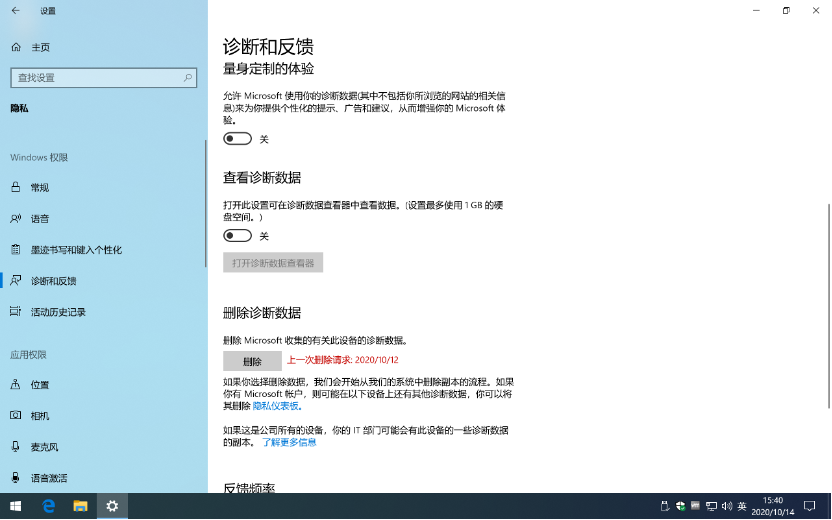 设置
主页
查找设置
隐私
Windows 权限
常规
语音
墨迹书写和键入个性化
诊断和反馈
活动历史记录
应用权限
位置
相机
麦克风
语音激活
诊断和反馈
量身定制的体验
允许 Microsoft 使用你的诊断数据(其中不包括你所浏览的网站的相关信
息)来为你提供个性化的提示、广告和建议，从而增强你的 Microsoft 体
验。
关
查看诊断数据
打开此设置可在诊断数据查看器中查看数据。(设置最多使用 1 GB 的硬
盘空间。)
关
打开诊断数据查看器
删除诊断数据
删除 Microsoft 收集的有关此设备的诊断数据。
删除 上一次删除请求: 2020/10/12
如果你选择删除数据，我们会开始从我们的系统中删除副本的流程。如果
你有 Microsoft 帐户，则可能在以下设备上还有其他诊断数据，你可以将
其删除 隐私仪表板。
如果这是公司所有的设备，你的 IT 部门可能会有此设备的一些诊断数据
的副本。 了解更多信息
反馈频率
英
15:40
2020/10/14